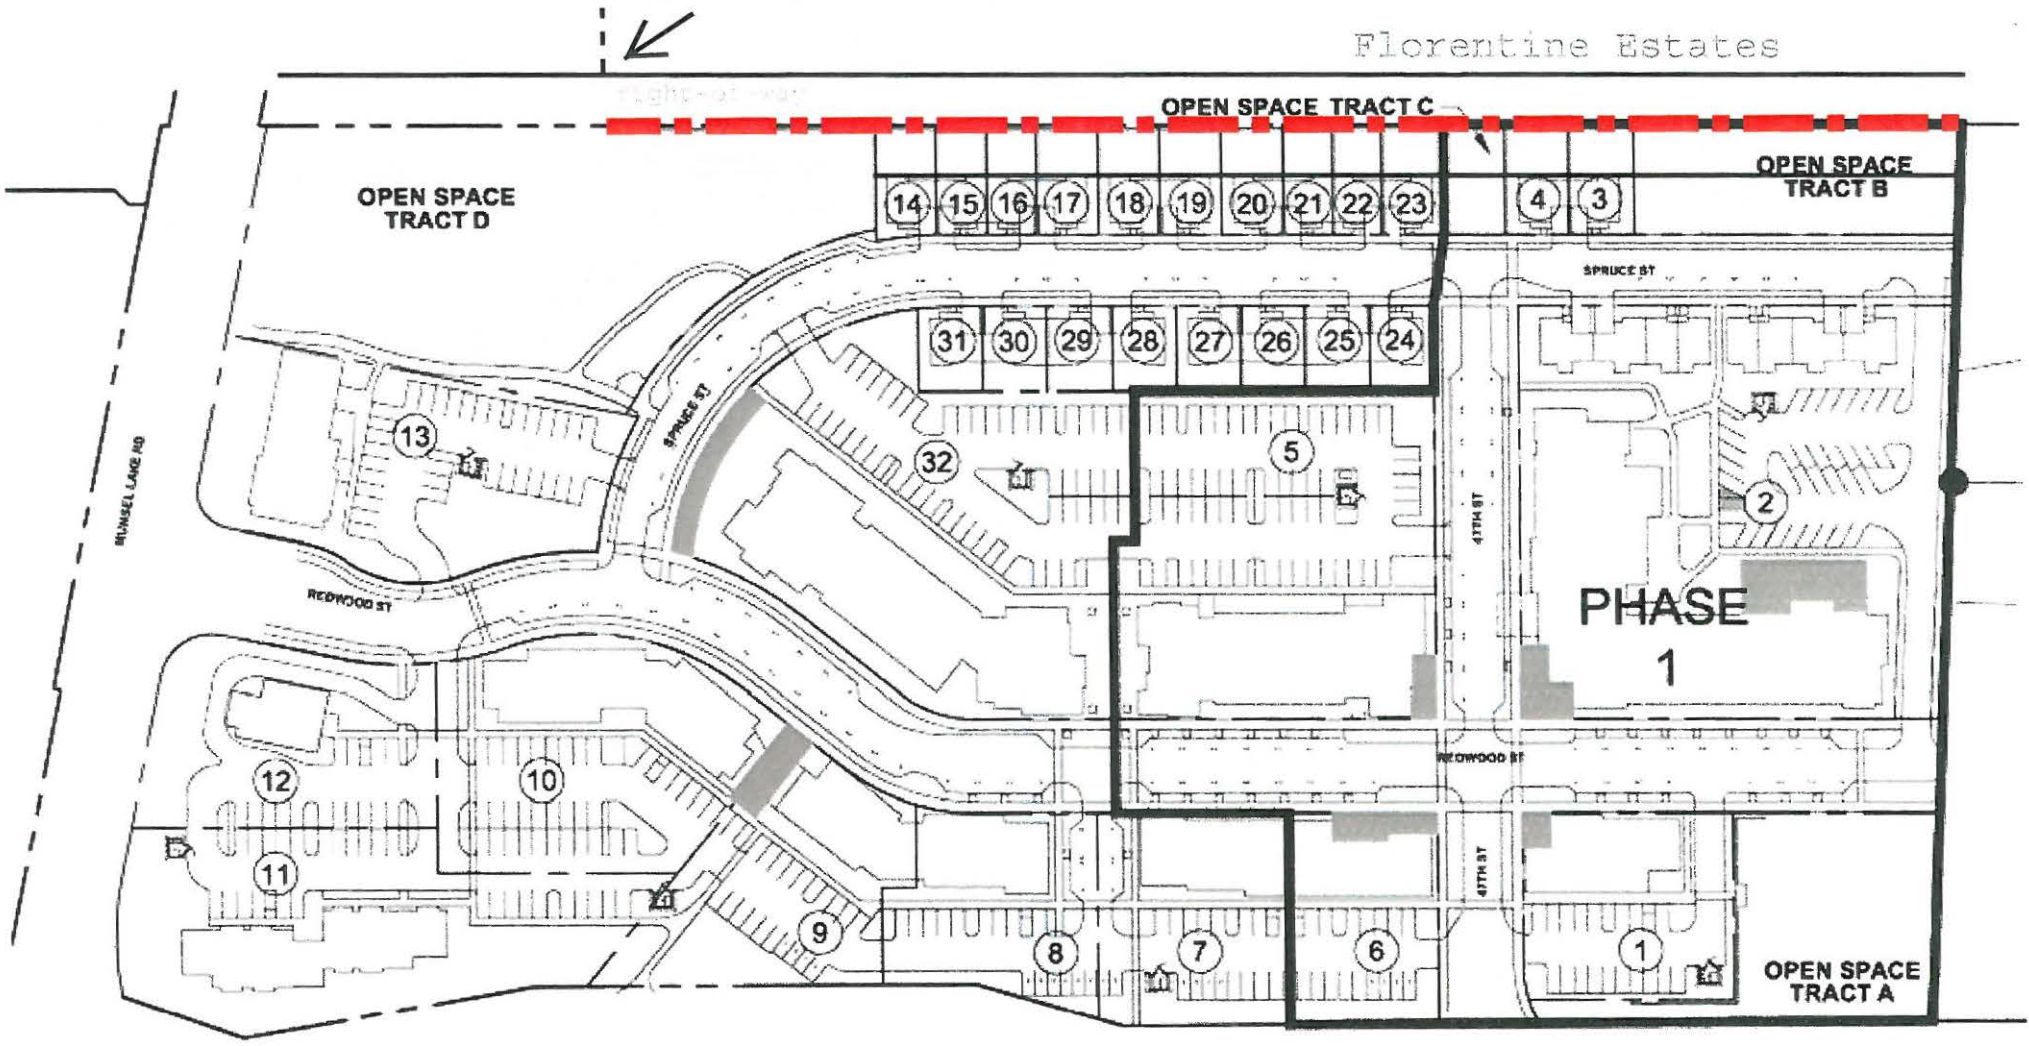 Florentine Estates
right-of-way
OPEN SPACE TRACT C
OPEN SPACE
TRACT B
OPEN SPACE
TRACT D
14 15 16 17 18 19 20 21 22 23 4 3
SPRUCE ST
31 30 29 28 27 26 25 24
SPRUCE ST
13
32
5
2
MUNSEL LAKE RD
47TH ST
REDWOOD ST
PHASE
1
REDWOOD ST
12
10
11
47TH ST
9
8
7
6
1
OPEN SPACE
TRACT A